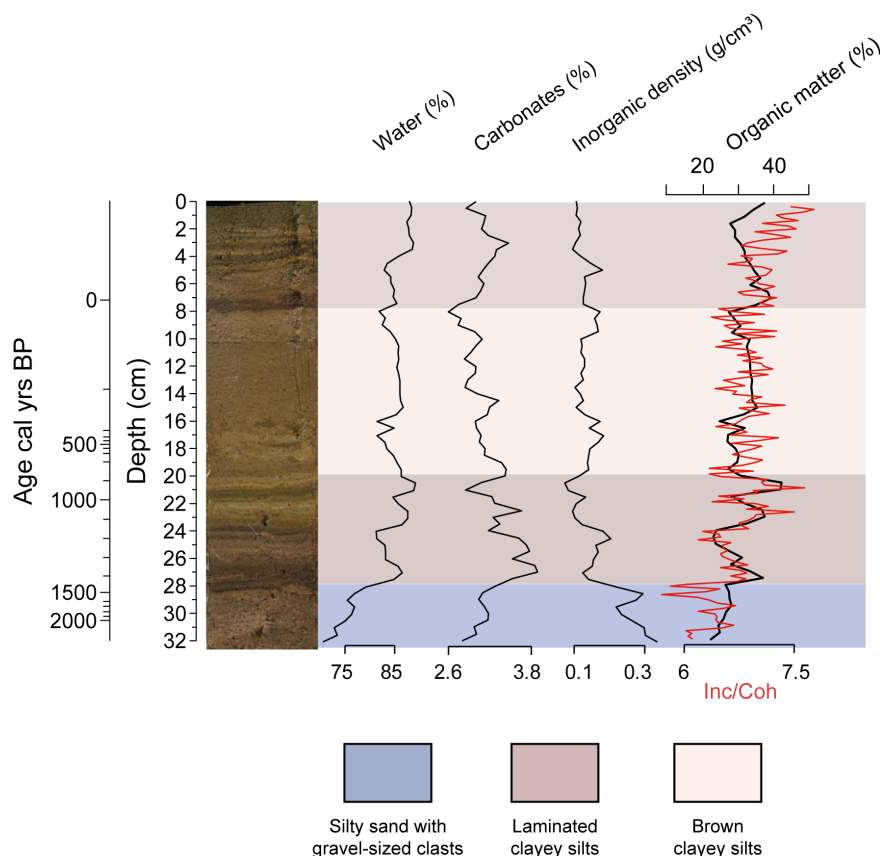 Water (%)
Carbonates (%)
Inorganic density (g/cm³)
Organic matter (%)
20 40
Age cal yrs BP
0
500
1000
1500
2000
Depth (cm)
0
2
4
6
8
10
12
14
16
18
20
22
24
26
28
30
32
75 85 2.6 3.8 0.1 0.3 6 7.5
Inc/Coh
Silty sand with
gravel-sized clasts
Laminated
clayey silts
Brown
clayey silts